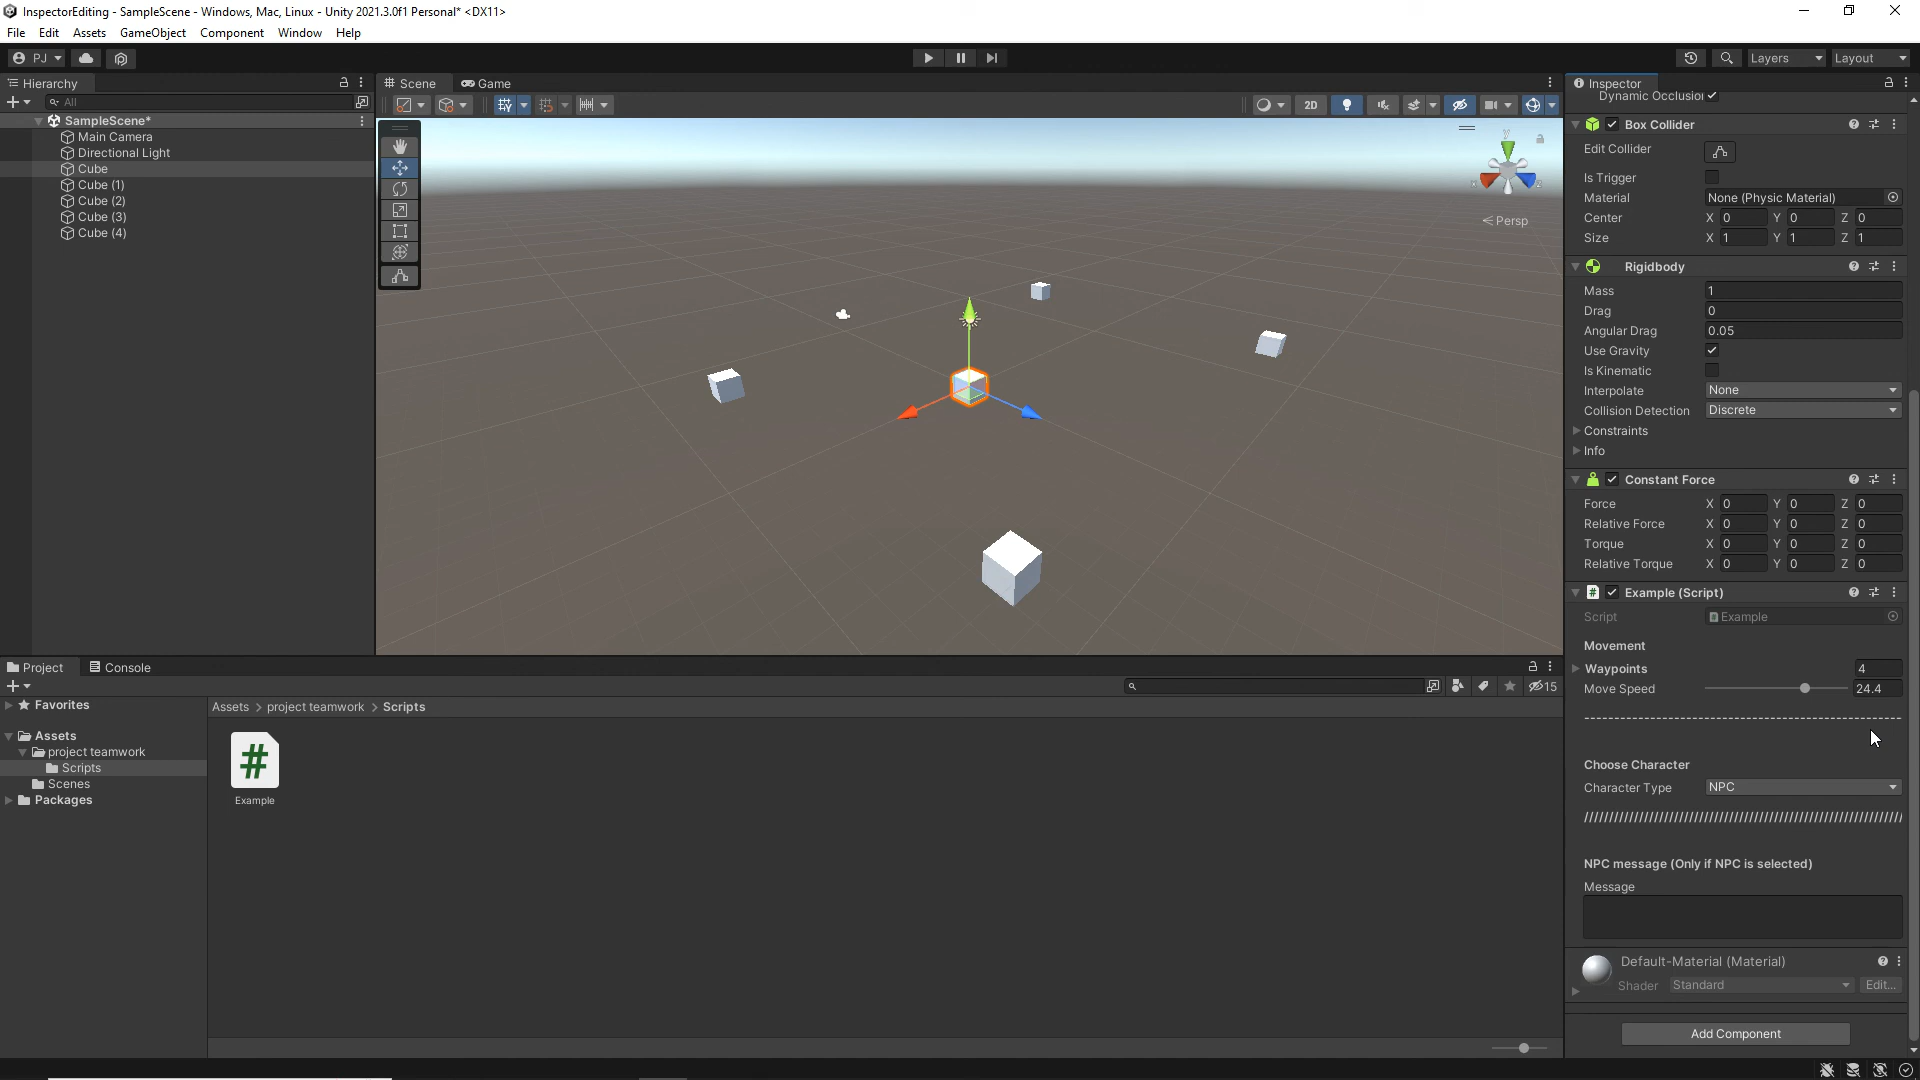 InspectorEditing - SampleScene - Windows, Mac, Linux - Unity 2021.3.0f1 Personal* <DX11>
File Edit Assets GameObject Component Window Help
PJ
Layers
Layout
Hierarchy
All
SampleScene*
Main Camera
Directional Light
Cube
Cube (1)
Cube (2)
Cube (3)
Cube (4)
Scene
Game
2D
y
x
z
Persp
Inspector
Dynamic Occlusion
Box Collider
Edit Collider
Is Trigger
Material None (Physic Material)
Center X 0 Y 0 Z 0
Size X 1 Y 1 Z 1
Rigidbody
Mass 1
Drag 0
Angular Drag 0.05
Use Gravity
Is Kinematic
Interpolate None
Collision Detection Discrete
Constraints
Info
Constant Force
Force X 0 Y 0 Z 0
Relative Force X 0 Y 0 Z 0
Torque X 0 Y 0 Z 0
Relative Torque X 0 Y 0 Z 0
# Example (Script)
Script # Example
Movement
Waypoints 4
Move Speed 24.4
Choose Character
Character Type NPC
NPC message (Only if NPC is selected)
Message
Default-Material (Material)
Shader Standard Edit...
Add Component
Project Console
15
Favorites
Assets
project teamwork
Scripts
Scenes
Packages
Assets > project teamwork > Scripts
#
Example